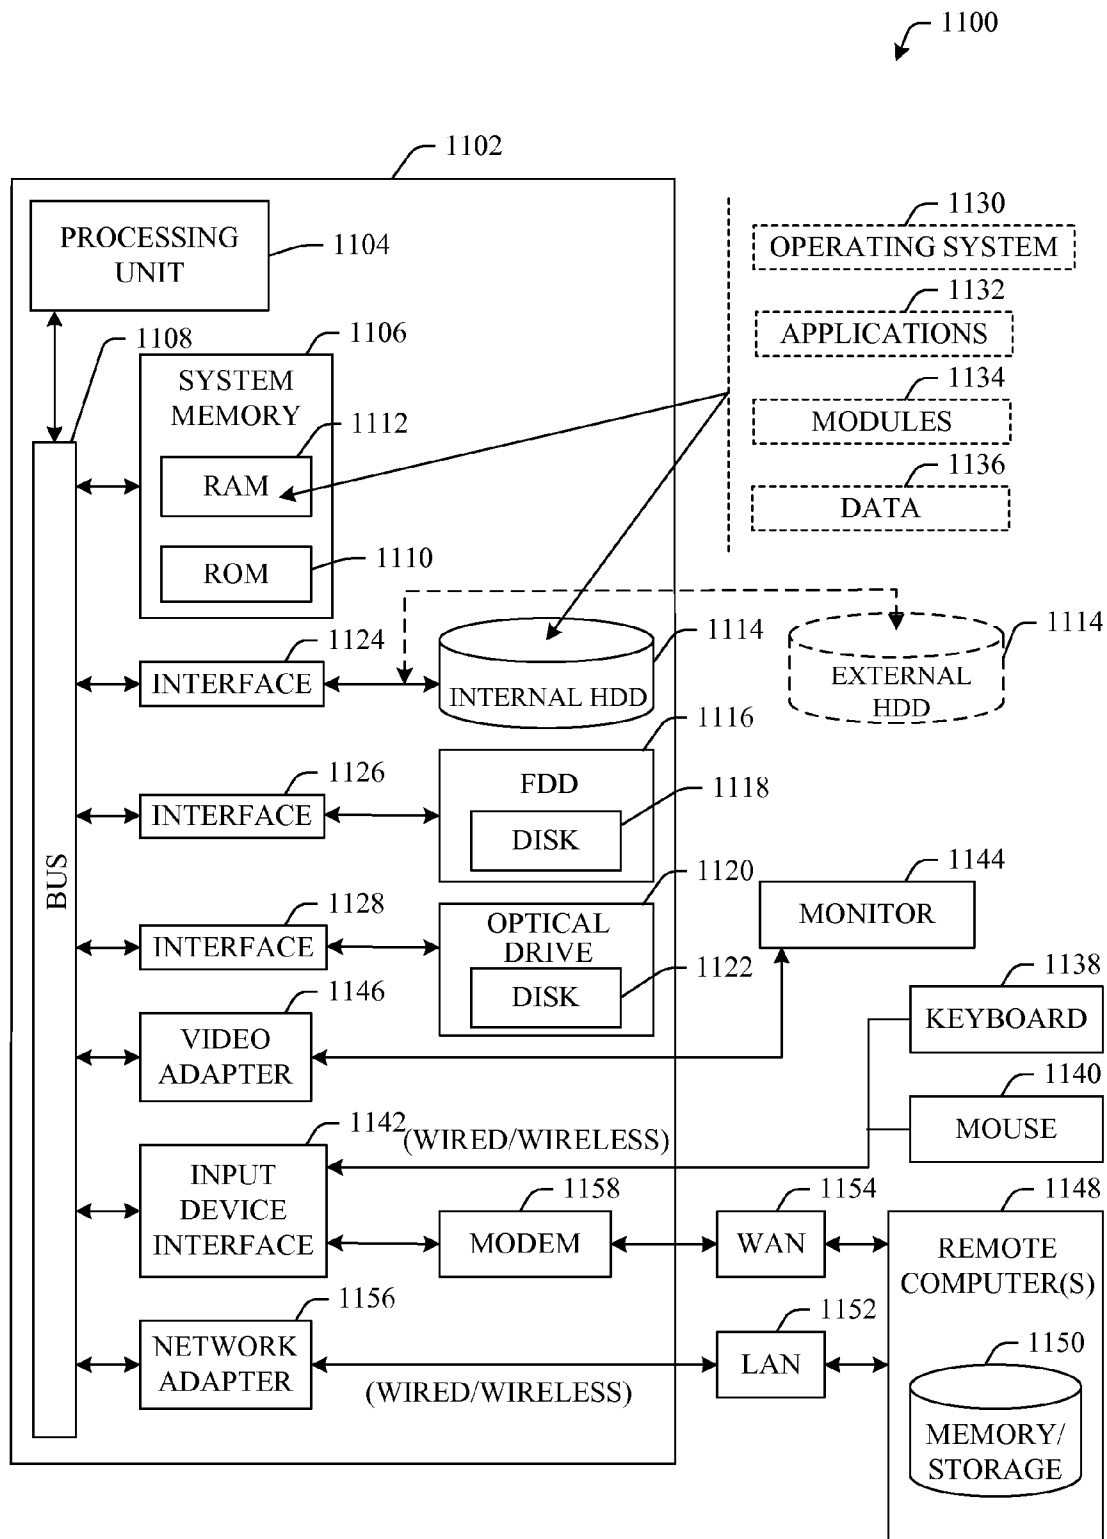 1100
1102
PROCESSING
UNIT
1104
1130
OPERATING SYSTEM
1132
APPLICATIONS
1134
MODULES
1136
DATA
1108
1106
SYSTEM
MEMORY
1112
RAM
1110
ROM
1124
INTERFACE
1114
INTERNAL HDD
1114
EXTERNAL
HDD
1116
FDD
1126
INTERFACE
1118
DISK
BUS
1120
OPTICAL
DRIVE
1128
INTERFACE
1122
DISK
1144
MONITOR
1146
VIDEO
ADAPTER
1138
KEYBOARD
1140
MOUSE
1142
(WIRED/WIRELESS)
INPUT
DEVICE
INTERFACE
1158
MODEM
1154
WAN
1148
REMOTE
COMPUTER(S)
1156
NETWORK
ADAPTER
(WIRED/WIRELESS)
1152
LAN
1150
MEMORY/
STORAGE